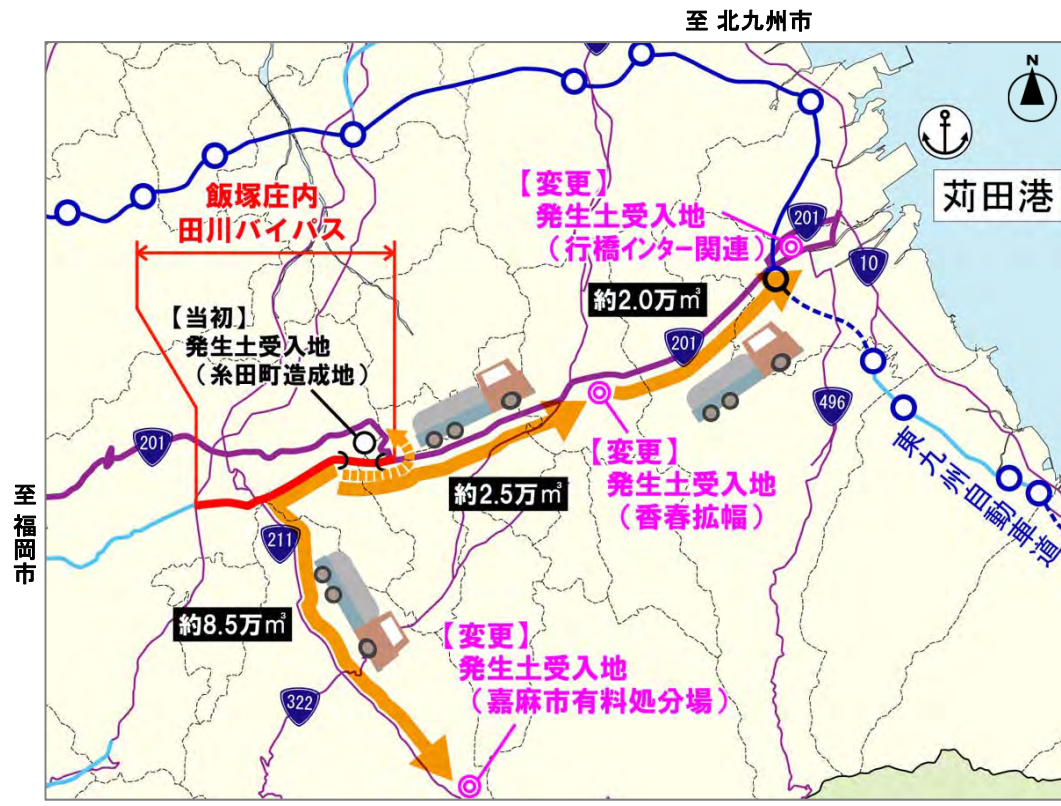 至 北九州市
N
苅田港
飯塚庄内
田川バイパス
【変更】
発生土受入地
（行橋インター関連）
201
10
【当初】
発生土受入地
（糸田町造成地）
約2.0万㎥
201
496
201
【変更】
発生土受入地
（香春拡幅）
約2.5万㎥
東九州自動車道
至 福岡市
211
約8.5万㎥
【変更】
発生土受入地
（嘉麻市有料処分場）
322